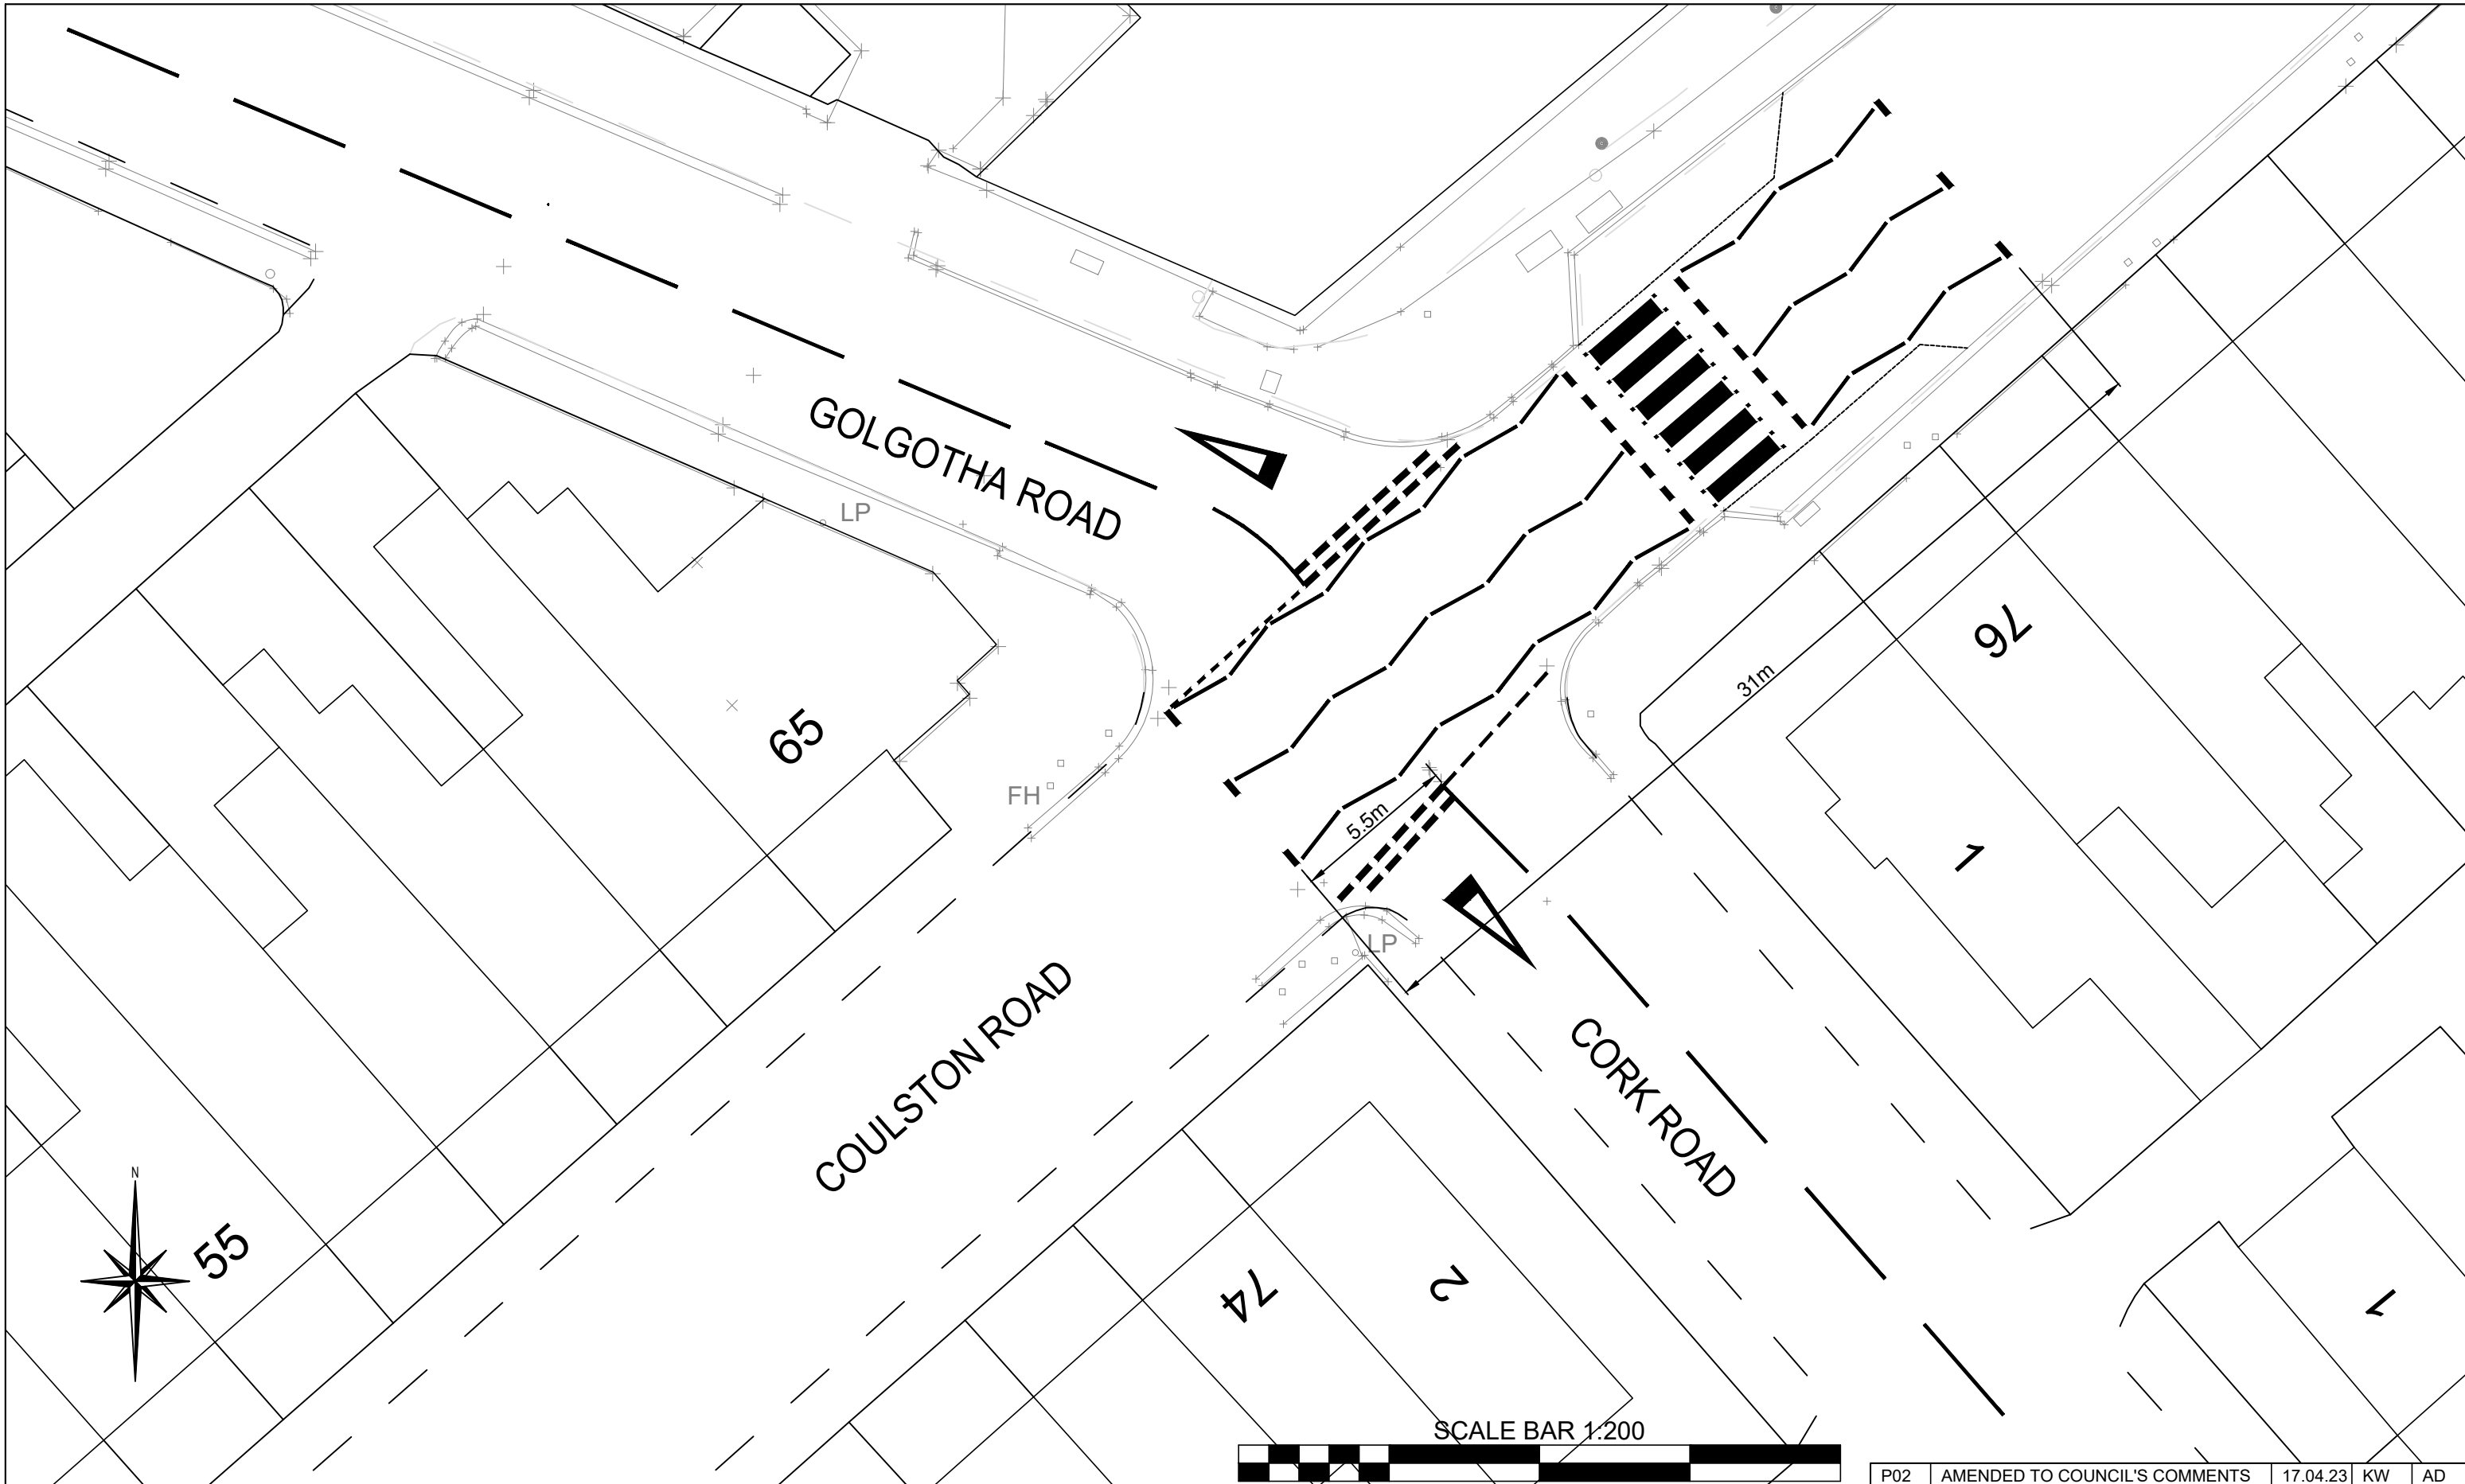 GOLGOTHA ROAD
LP
65
FH
76
31m
5.5m
1
LP
COULSTON ROAD
CORK ROAD
N
55
74
2
1
SCALE BAR 1:200
P02 AMENDED TO COUNCIL'S COMMENTS 17.04.23 KW AD